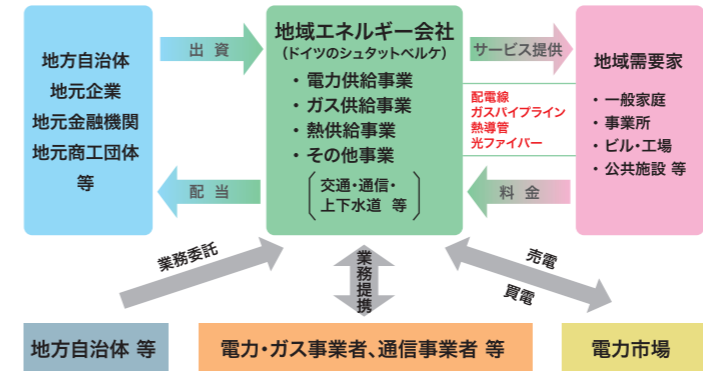 地方自治体
地元企業
地元金融機関
地元商工団体
等
出 資
配 当
地域エネルギー会社
(ドイツのシュタットベルケ)
・電力供給事業
・ガス供給事業
・熱供給事業
・その他事業
交通・通信・
上下水道 等
サービス提供
配電線
ガスパイプライン
熱導管
光ファイバー
料 金
地域需要家
・一般家庭
・事業所
・ビル・工場
・公共施設 等
業務委託
業務提携
売電
買電
地方自治体 等
電力・ガス事業者、通信事業者 等
電力市場